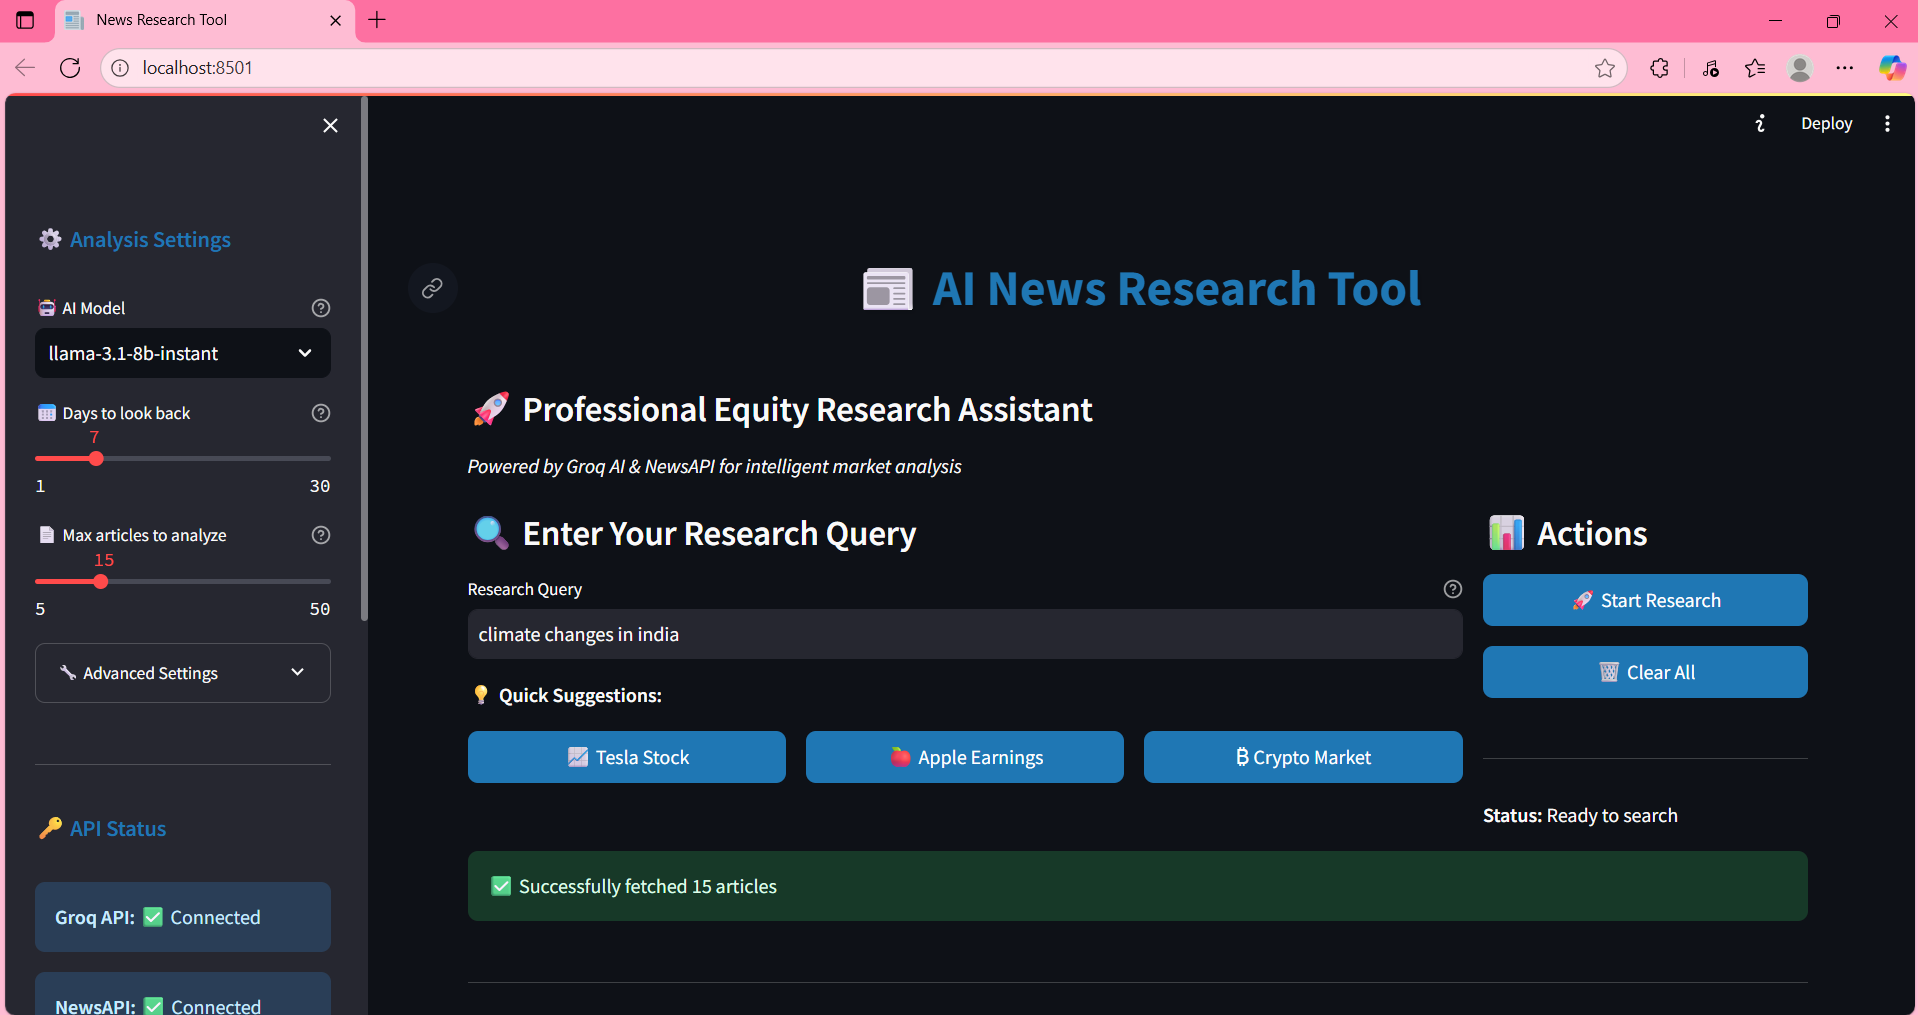 News Research Tool
localhost:8501
Deploy
Analysis Settings
AI Model
llama-3.1-8b-instant
Days to look back
7
1 30
Max articles to analyze
15
5 50
Advanced Settings
API Status
Groq API: ✅ Connected
NewsAPI: ✅ Connected
AI News Research Tool
Professional Equity Research Assistant
Powered by Groq AI & NewsAPI for intelligent market analysis
Enter Your Research Query
Research Query
climate changes in india
Quick Suggestions:
Tesla Stock
Apple Earnings
₿ Crypto Market
Actions
Start Research
Clear All
Status: Ready to search
✅ Successfully fetched 15 articles